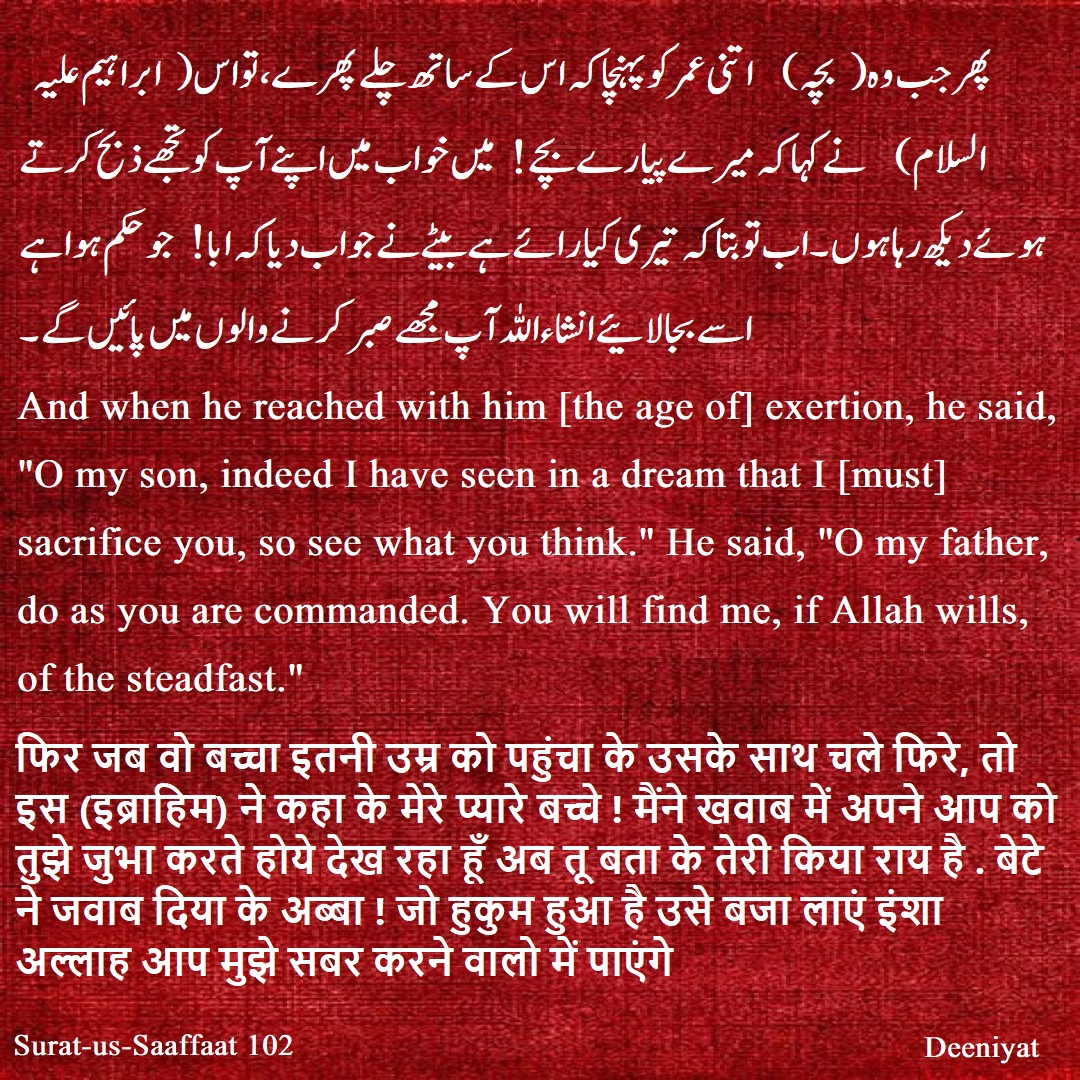 پھر جب وہ( بچہ) اتنی عمر کو پہنچا کہ اس کے ساتھ چلے پھرے،تو اس( ابراہیم علیہ
السلام) نے کہا کہ میرے پیارے بچے! میں خواب میں اپنے آپ کو تجھے ذبح کرتے
ہوئے دیکھ رہا ہوں۔اب تو بتا کہ تیری کیا رائے ہے بیٹے نے جواب دیا کہ ابا! جو حکم ہوا ہے
اسے بجا لایئے انشاءاللہ آپ مجھے صبر کرنے والوں میں پائیں گے۔
And when he reached with him [the age of] exertion, he said,
"O my son, indeed I have seen in a dream that I [must]
sacrifice you, so see what you think." He said, "O my father,
do as you are commanded. You will find me, if Allah wills,
of the steadfast."
फिर जब वो बच्चा इतनी उम्र को पहुंचा के उसके साथ चले फिरे, तो
इस (इब्राहिम) ने कहा के मेरे प्यारे बच्चे ! मैंने खवाब में अपने आप को
तुझे जुभा करते होये देख रहा हूँ अब तू बता के तेरी किया राय है . बेटे
ने जवाब दिया के अब्बा ! जो हुकुम हुआ है उसे बजा लाएं इंशा
अल्लाह आप मुझे सबर करने वालो में पाएंगे
Surat-us-Saaffaat 102
Deeniyat